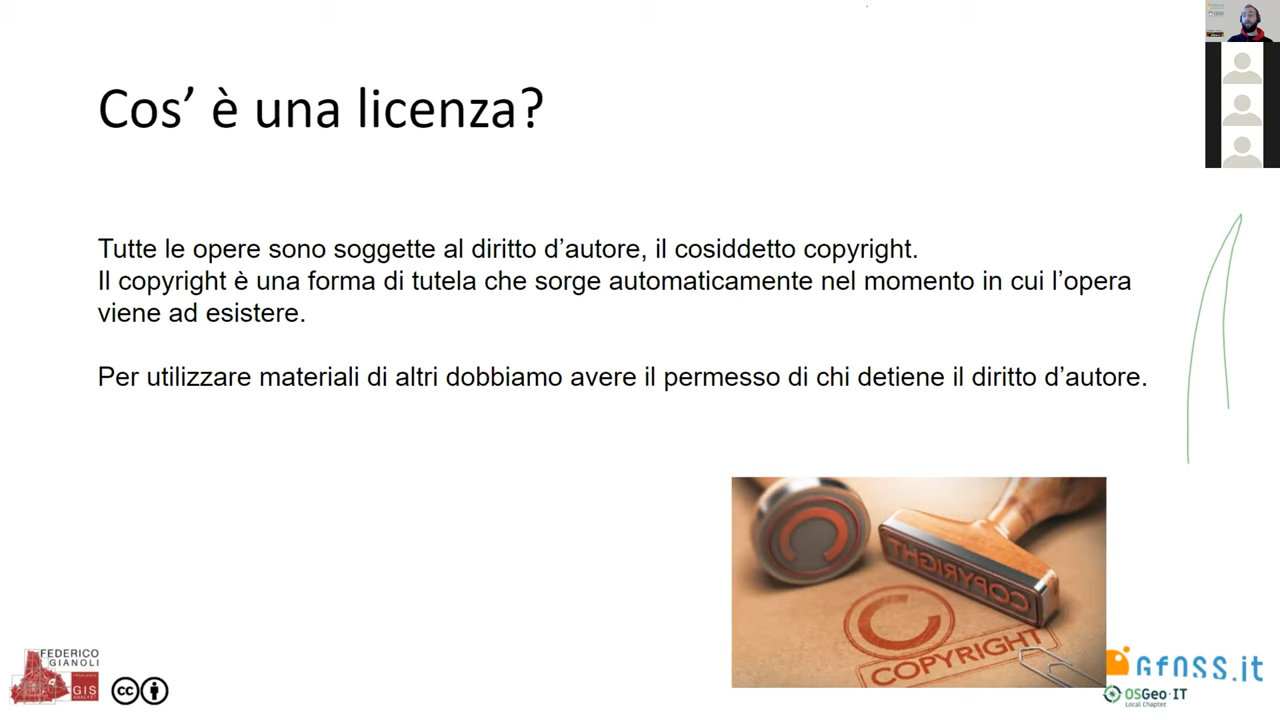 Cos’ è una licenza?
Tutte le opere sono soggette al diritto d’autore, il cosiddetto copyright.
Il copyright è una forma di tutela che sorge automaticamente nel momento in cui l’opera
viene ad esistere.
Per utilizzare materiali di altri dobbiamo avere il permesso di chi detiene il diritto d’autore.
COPYRIGHT
COPYRIGHT
FEDERICO
GIANOLI
GIS
cc
GFOSS.it
OSGeo·IT
Local Chapter